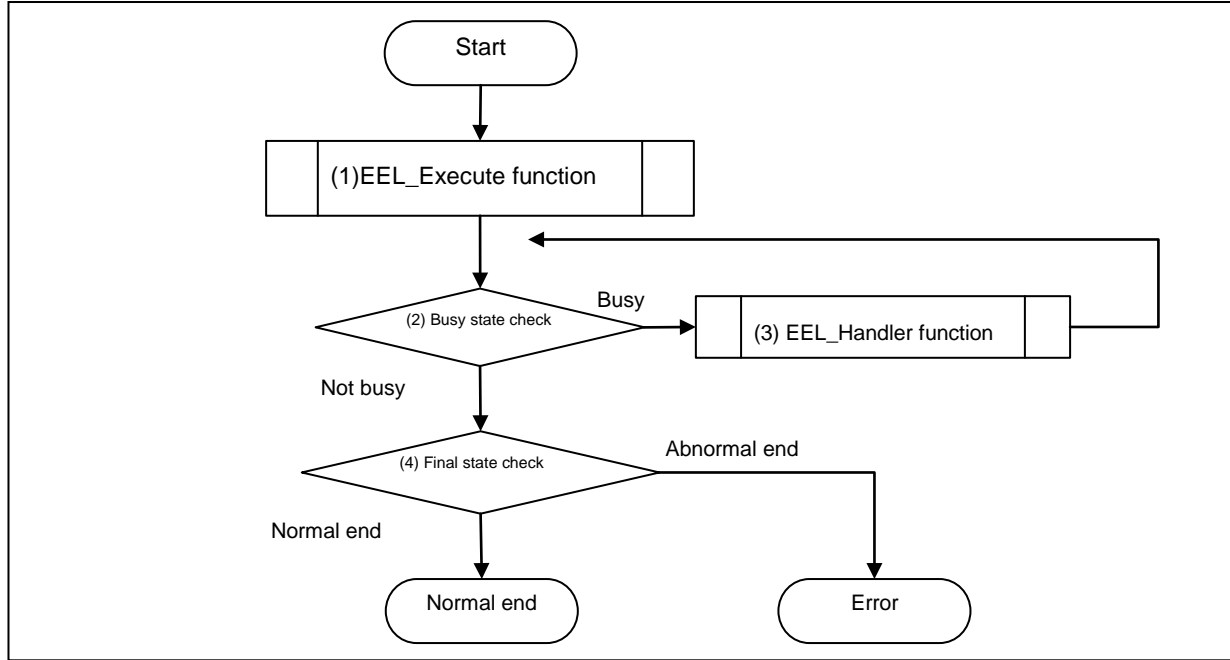 Start
(1)EEL_Execute function
Busy
(2) Busy state check
(3) EEL_Handler function
Not busy
Abnormal end
(4) Final state check
Normal end
Normal end
Error